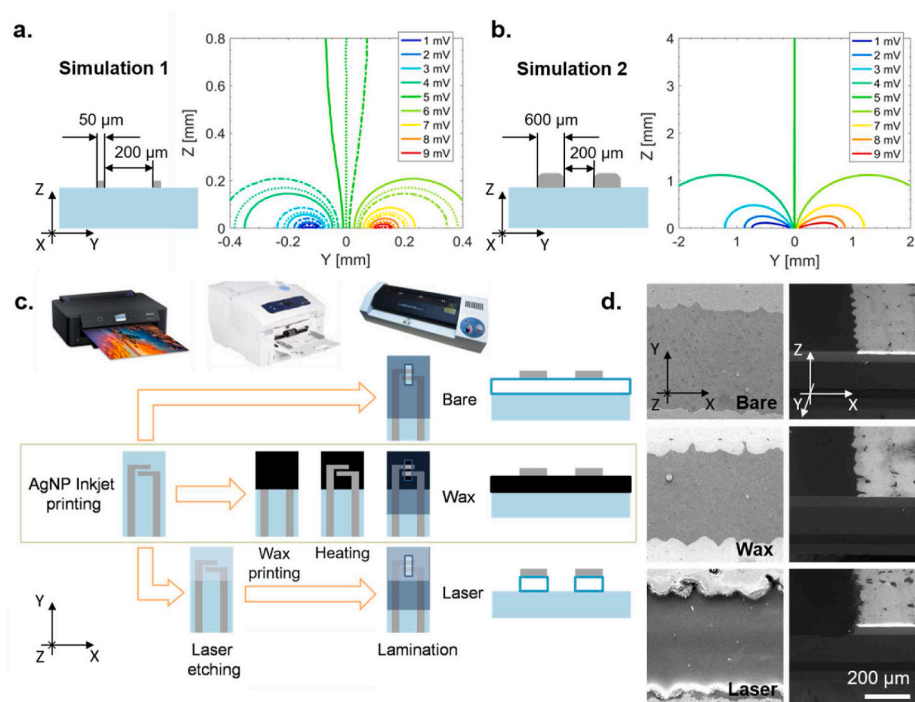 a.
Simulation 1
50 µm
200 µm
Z
X
Y
Z [mm]
0.8
0.6
0.4
0.2
0
-0.4
-0.2
0
0.2
0.4
Y [mm]
1 mV
2 mV
3 mV
4 mV
5 mV
6 mV
7 mV
8 mV
9 mV
b.
Simulation 2
600 µm
200 µm
Z
X
Y
Z [mm]
4
3
2
1
0
-2
-1
0
1
2
Y [mm]
1 mV
2 mV
3 mV
4 mV
5 mV
6 mV
7 mV
8 mV
9 mV
c.
Bare
AgNP Inkjet
printing
Wax
printing
Heating
Wax
Laser
etching
Lamination
Laser
Y
Z
X
d.
Y
Z
X
Bare
Z
Y
X
Wax
Laser
200 µm